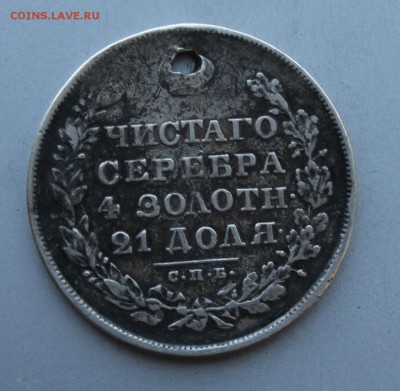 COINS.LAVE.RU
ЧИСТАГО
СЕРЕБРА
4 ЗОЛОТН:
21 ДОЛЯ.
С.П.Б.